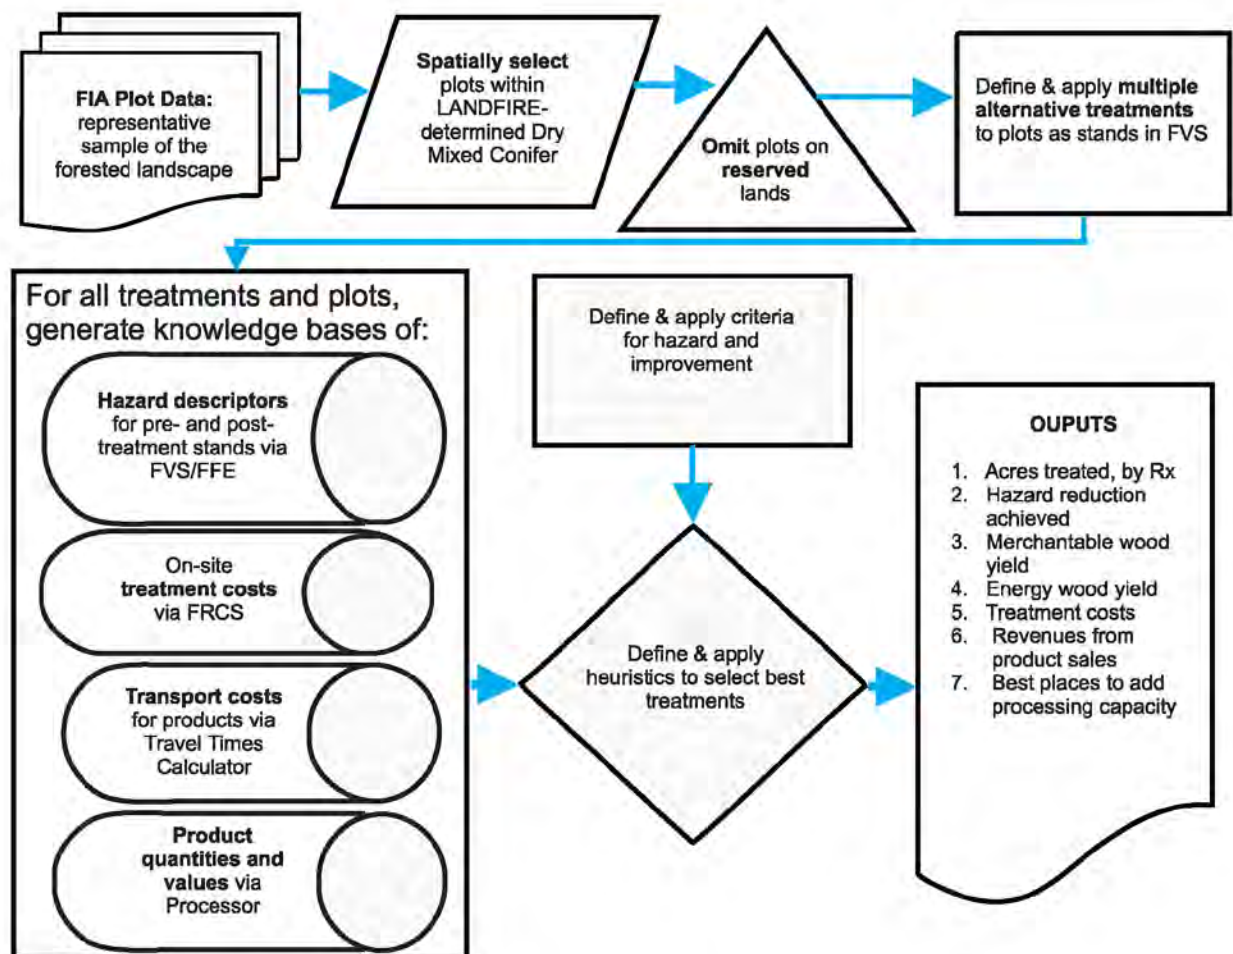 FIA Plot Data:
representative
sample of the
forested landscape
Spatially select
plots within
LANDFIRE-
determined Dry
Mixed Conifer
Omit plots on
reserved
lands
Define & apply multiple
alternative treatments
to plots as stands in FVS
For all treatments and plots,
generate knowledge bases of:
Hazard descriptors
for pre- and post-
treatment stands via
FVS/FFE
On-site
treatment costs
via FRCS
Transport costs
for products via
Travel Times
Calculator
Product
quantities and
values via
Processor
Define & apply criteria
for hazard and
improvement
Define & apply
heuristics to select best
treatments
OUPUTS
1. Acres treated, by Rx
2. Hazard reduction
achieved
3. Merchantable wood
yield
4. Energy wood yield
5. Treatment costs
6. Revenues from
product sales
7. Best places to add
processing capacity